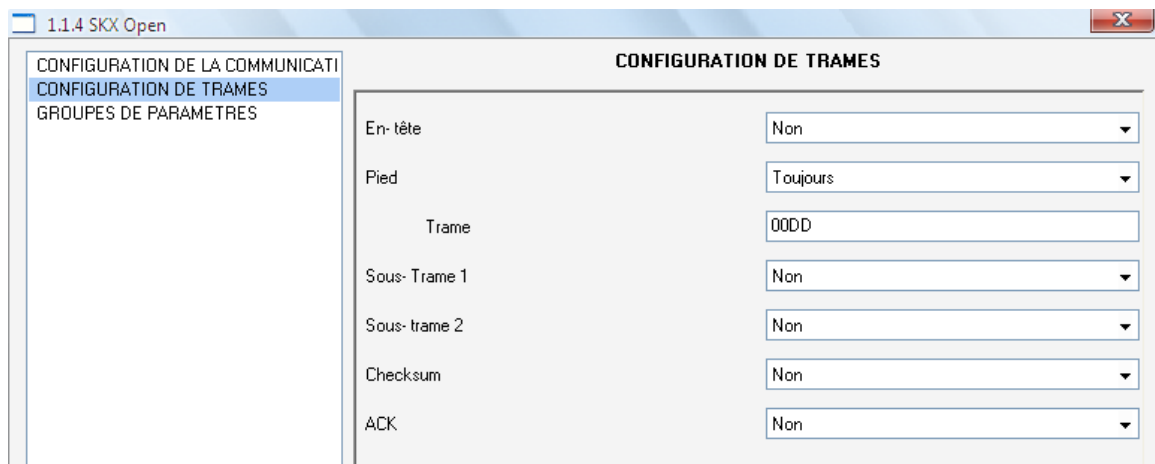 1.1.4 SKX Open
x
CONFIGURATION DE LA COMMUNICATI
CONFIGURATION DE TRAMES
GROUPES DE PARAMETRES
CONFIGURATION DE TRAMES
En- tête Non
Pied Toujours
Trame 00DD
Sous- Trame 1 Non
Sous- trame 2 Non
Checksum Non
ACK Non